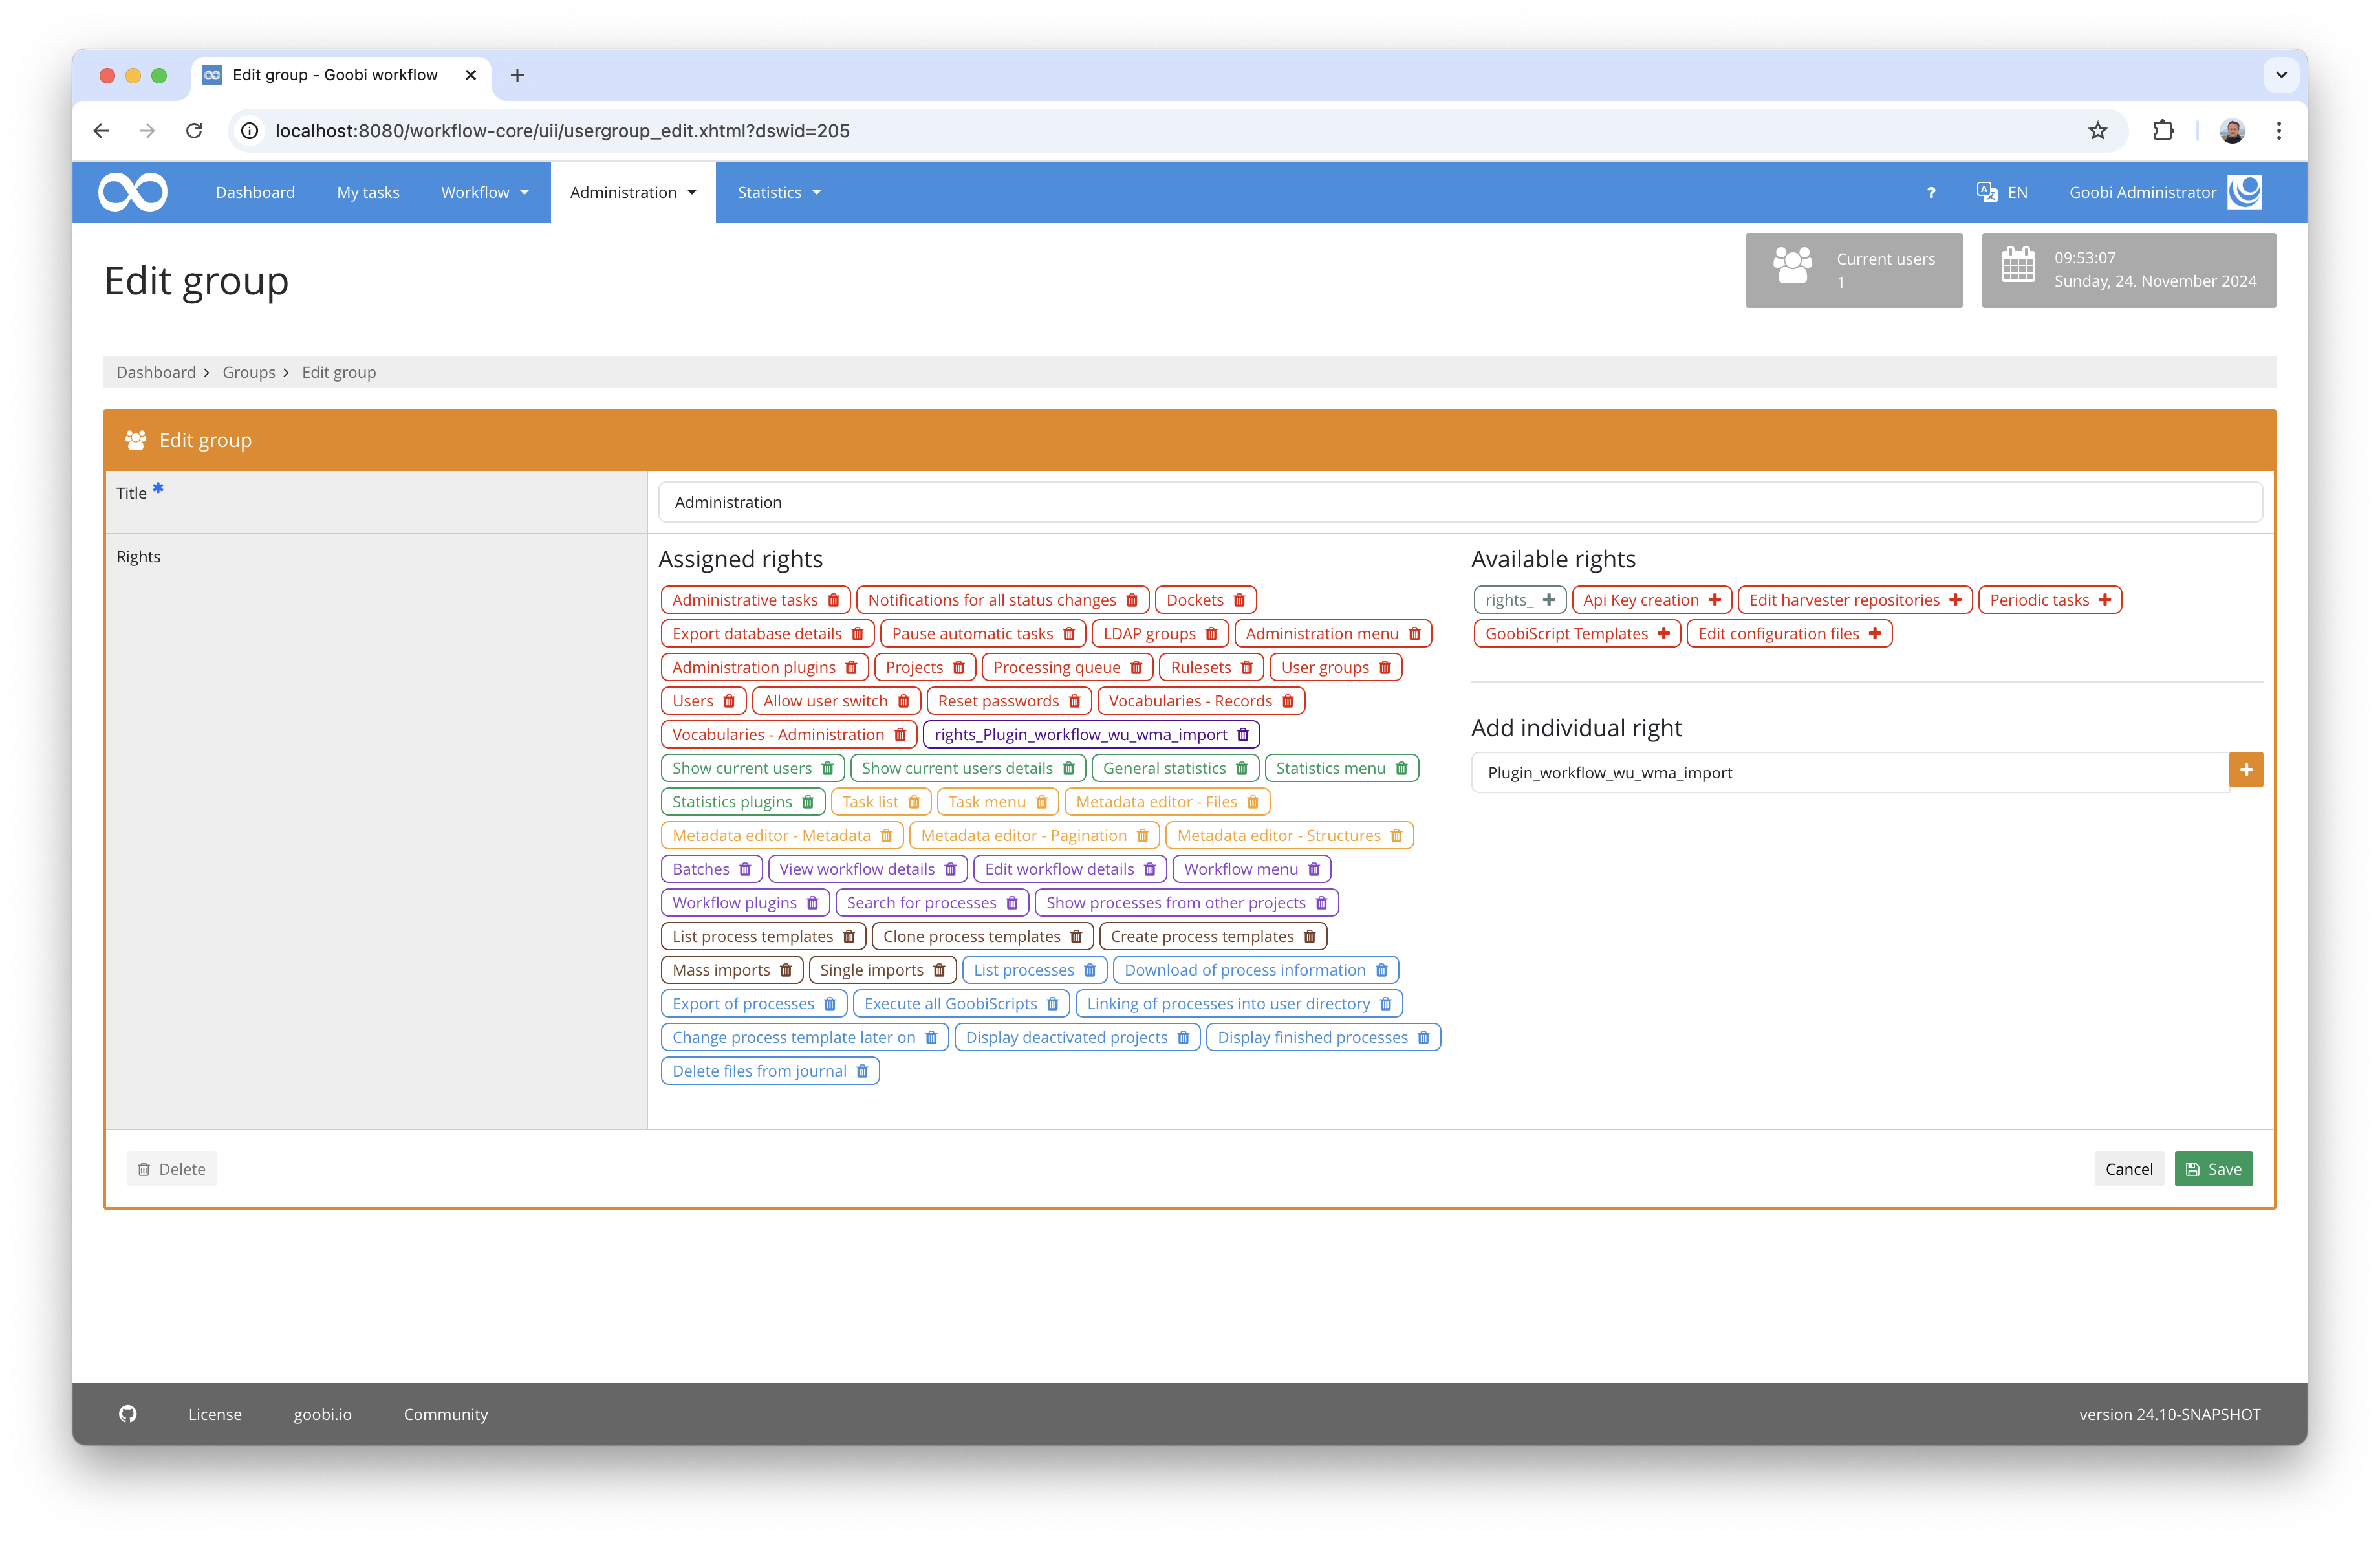 Edit group - Goobi workflow
localhost:8080/workflow-core/uii/usergroup_edit.xhtml?dswid=205
Dashboard My tasks Workflow Administration Statistics ? EN Goobi Administrator
Edit group
Current users
1
09:53:07
Sunday, 24. November 2024
Dashboard > Groups > Edit group
Edit group
Title *
Administration
Rights
Assigned rights
Administrative tasks Notifications for all status changes Dockets
Export database details Pause automatic tasks LDAP groups Administration menu
Administration plugins Projects Processing queue Rulesets User groups
Users Allow user switch Reset passwords Vocabularies - Records
Vocabularies - Administration rights_Plugin_workflow_wu_wma_import
Show current users Show current users details General statistics Statistics menu
Statistics plugins Task list Task menu Metadata editor - Files
Metadata editor - Metadata Metadata editor - Pagination Metadata editor - Structures
Batches View workflow details Edit workflow details Workflow menu
Workflow plugins Search for processes Show processes from other projects
List process templates Clone process templates Create process templates
Mass imports Single imports List processes Download of process information
Export of processes Execute all GoobiScripts Linking of processes into user directory
Change process template later on Display deactivated projects Display finished processes
Delete files from journal
Available rights
rights_ + Api Key creation + Edit harvester repositories + Periodic tasks +
GoobiScript Templates + Edit configuration files +
Add individual right
Plugin_workflow_wu_wma_import +
Delete
Cancel Save
License goobi.io Community version 24.10-SNAPSHOT